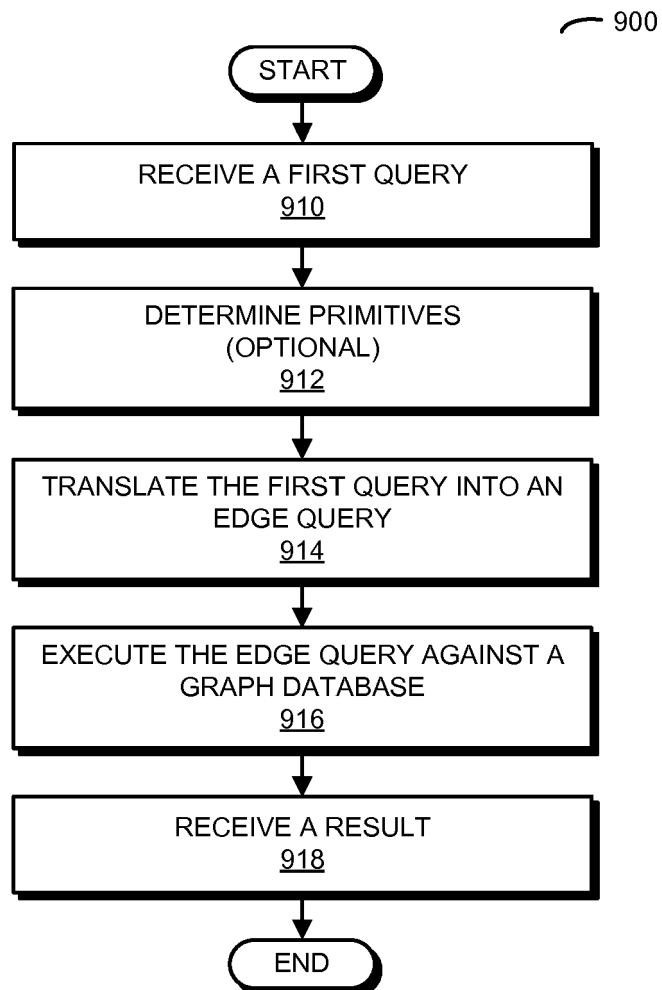 900
START
RECEIVE A FIRST QUERY
910
DETERMINE PRIMITIVES
(OPTIONAL)
912
TRANSLATE THE FIRST QUERY INTO AN
EDGE QUERY
914
EXECUTE THE EDGE QUERY AGAINST A
GRAPH DATABASE
916
RECEIVE A RESULT
918
END